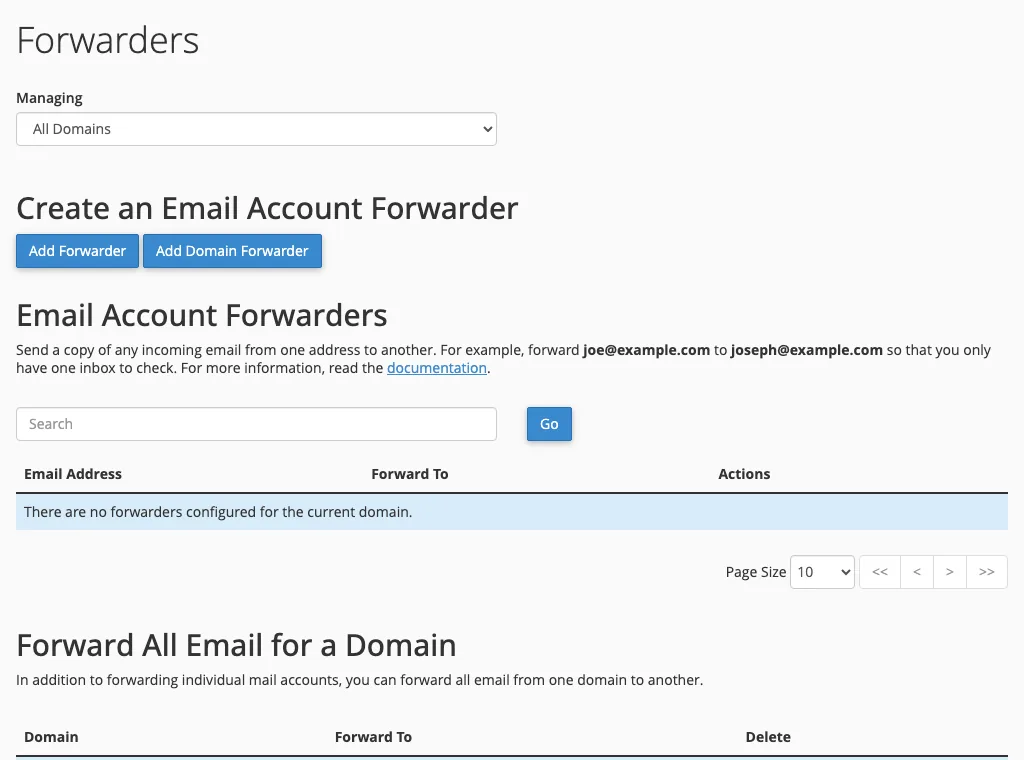 Forwarders
Managing
All Domains
Create an Email Account Forwarder
Add Forwarder Add Domain Forwarder
Email Account Forwarders
Send a copy of any incoming email from one address to another. For example, forward joe@example.com to joseph@example.com so that you only
have one inbox to check. For more information, read the documentation.
Search Go
Email Address Forward To Actions
There are no forwarders configured for the current domain.
Page Size 10 << < > >>
Forward All Email for a Domain
In addition to forwarding individual mail accounts, you can forward all email from one domain to another.
Domain Forward To Delete